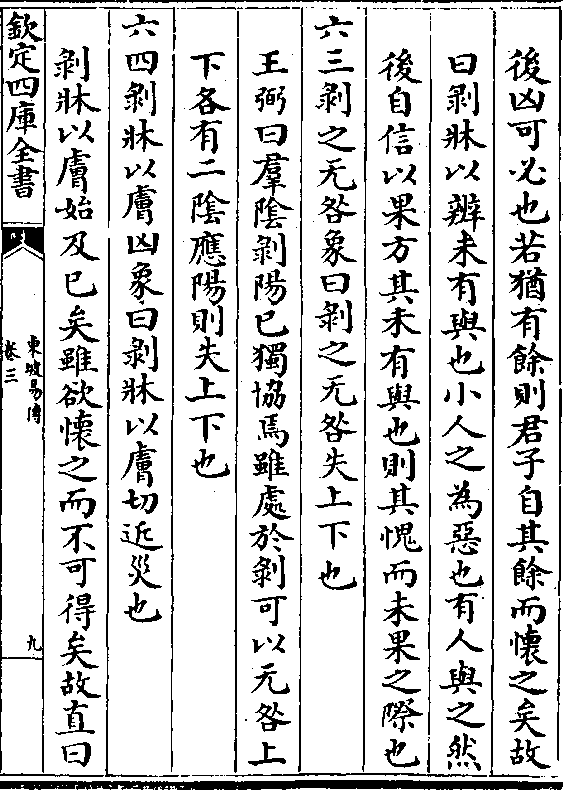 後凶可必也若猶有餘則君子自其餘而懐之矣故
曰剥牀以辨未有與也小人之為惡也有人與之然
後自信以果方其未有與也則其愧而未果之際也
六三剥之无咎象曰剥之无咎失上下也
王弼曰羣陰剥陽已獨協焉雖處於剥可以无咎上
下各有二陰應陽則失上下也
六四剥牀以膚凶象曰剥牀以膚切近災也
剥牀以膚始及已矣雖欲懐之而不可得矣故直曰
欽定四庫全書
東坡易傳
卷三
九